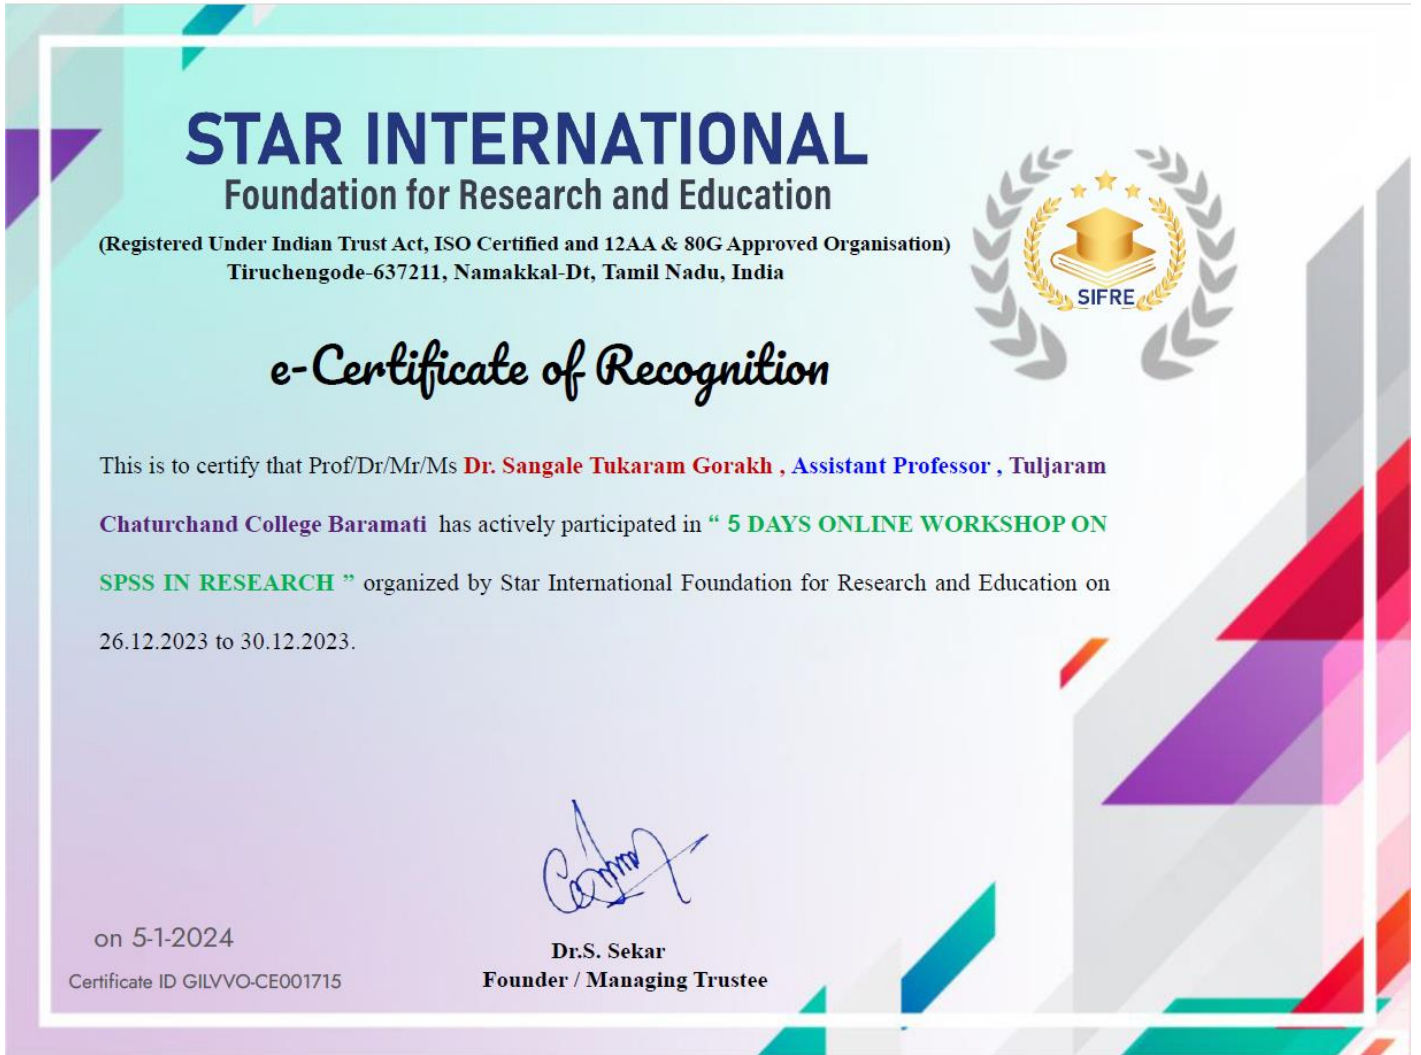 STAR INTERNATIONAL
Foundation for Research and Education
(Registered Under Indian Trust Act, ISO Certified and 12AA & 80G Approved Organisation)
Tiruchengode-637211, Namakkal-Dt, Tamil Nadu, India
SIFRE
e-Certificate of Recognition
This is to certify that Prof/Dr/Mr/Ms Dr. Sangale Tukaram Gorakh , Assistant Professor , Tuljaram
Chaturchand College Baramati has actively participated in “ 5 DAYS ONLINE WORKSHOP ON
SPSS IN RESEARCH ” organized by Star International Foundation for Research and Education on
26.12.2023 to 30.12.2023.
on 5-1-2024
Certificate ID GILVVO-CE001715
Dr.S. Sekar
Founder / Managing Trustee